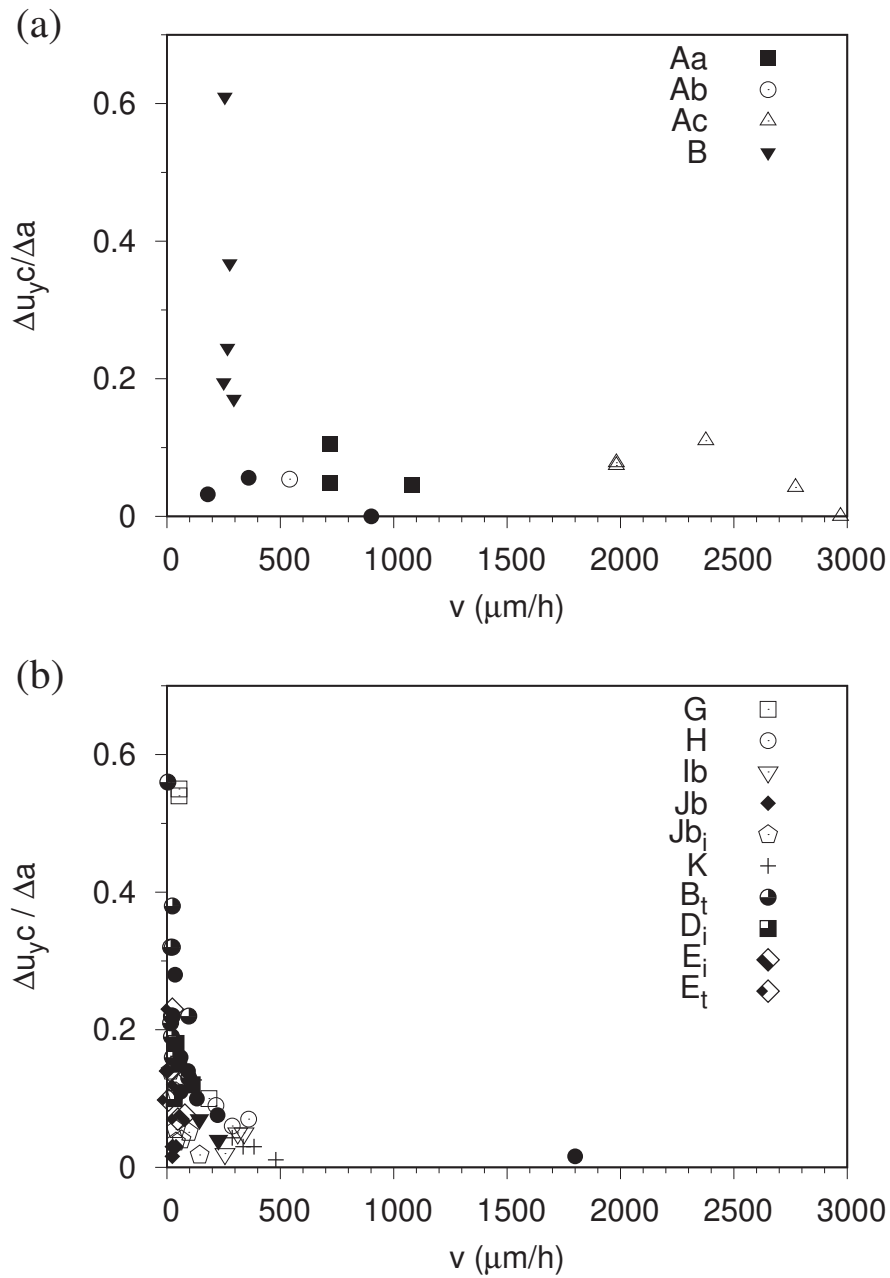 (a)
Aa
Ab
Ac
B
0.6
0.4
0.2
0
Δu_yc/Δa
0 500 1000 1500 2000 2500 3000
v (μm/h)
(b)
G
H
Ib
Jb
Jb_i
K
B_t
D_i
E_i
E_t
0.6
0.4
0.2
0
Δu_yc / Δa
0 500 1000 1500 2000 2500 3000
v (μm/h)